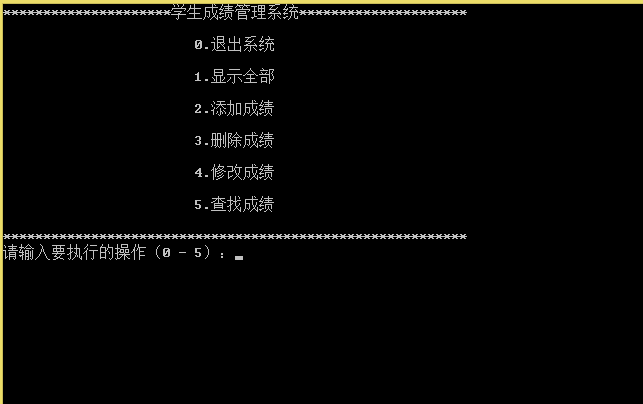 *********************学生成绩管理系统*********************
0.退出系统
1.显示全部
2.添加成绩
3.删除成绩
4.修改成绩
5.查找成绩
**********************************************************
请输入要执行的操作（0 - 5）：